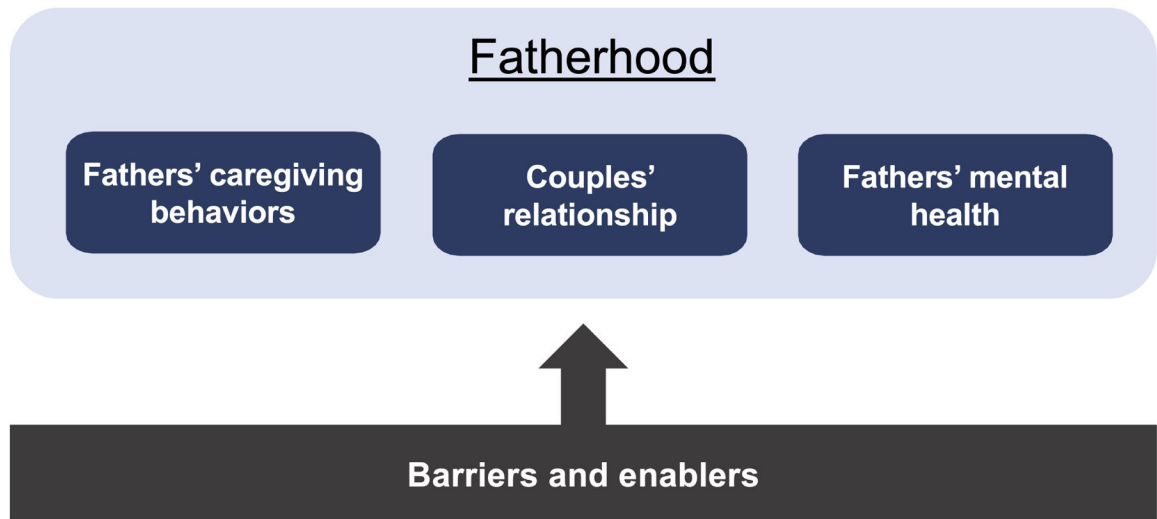 Fatherhood
Fathers’ caregiving
behaviors
Couples’
relationship
Fathers’ mental
health
Barriers and enablers